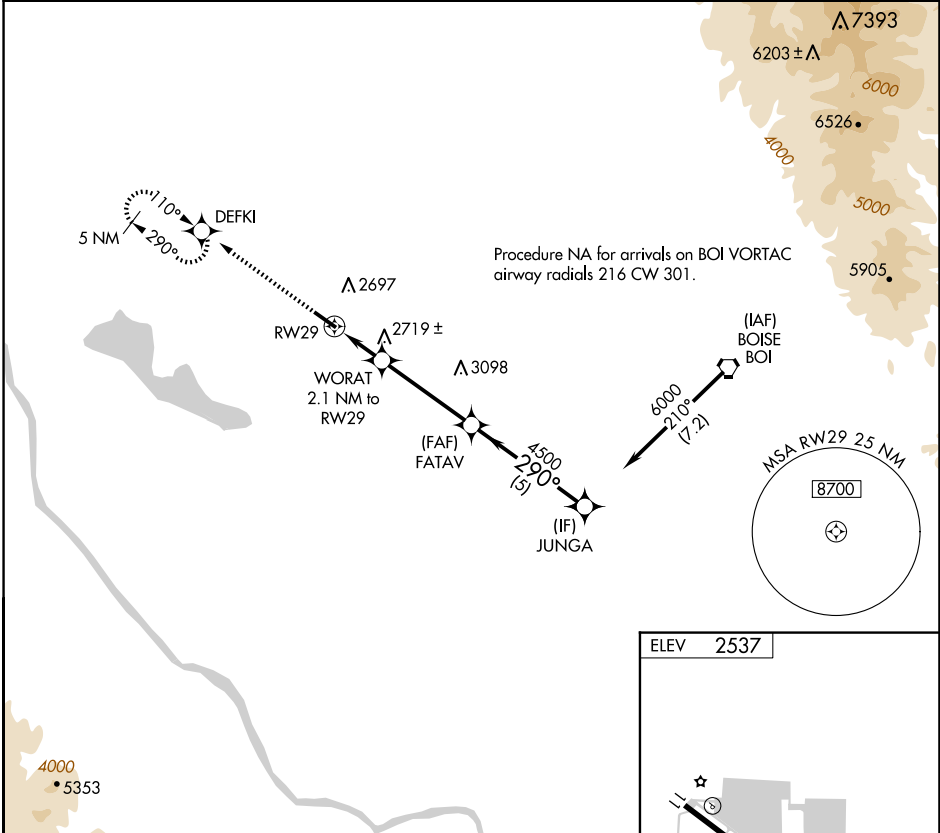 7393
6203 ±
6000
6526
4000
5000
5905
DEFKI
110°
290°
5 NM
Procedure NA for arrivals on BOI VORTAC
airway radials 216 CW 301.
2697
RW29
2719 ±
WORAT
2.1 NM to
RW29
3098
(IAF)
BOISE
BOI
6000
210°
(7.2)
(FAF)
FATAV
4500
290°
(5)
(IF)
JUNGA
MSA RW29 25 NM
8700
ELEV 2537
4000
5353
11